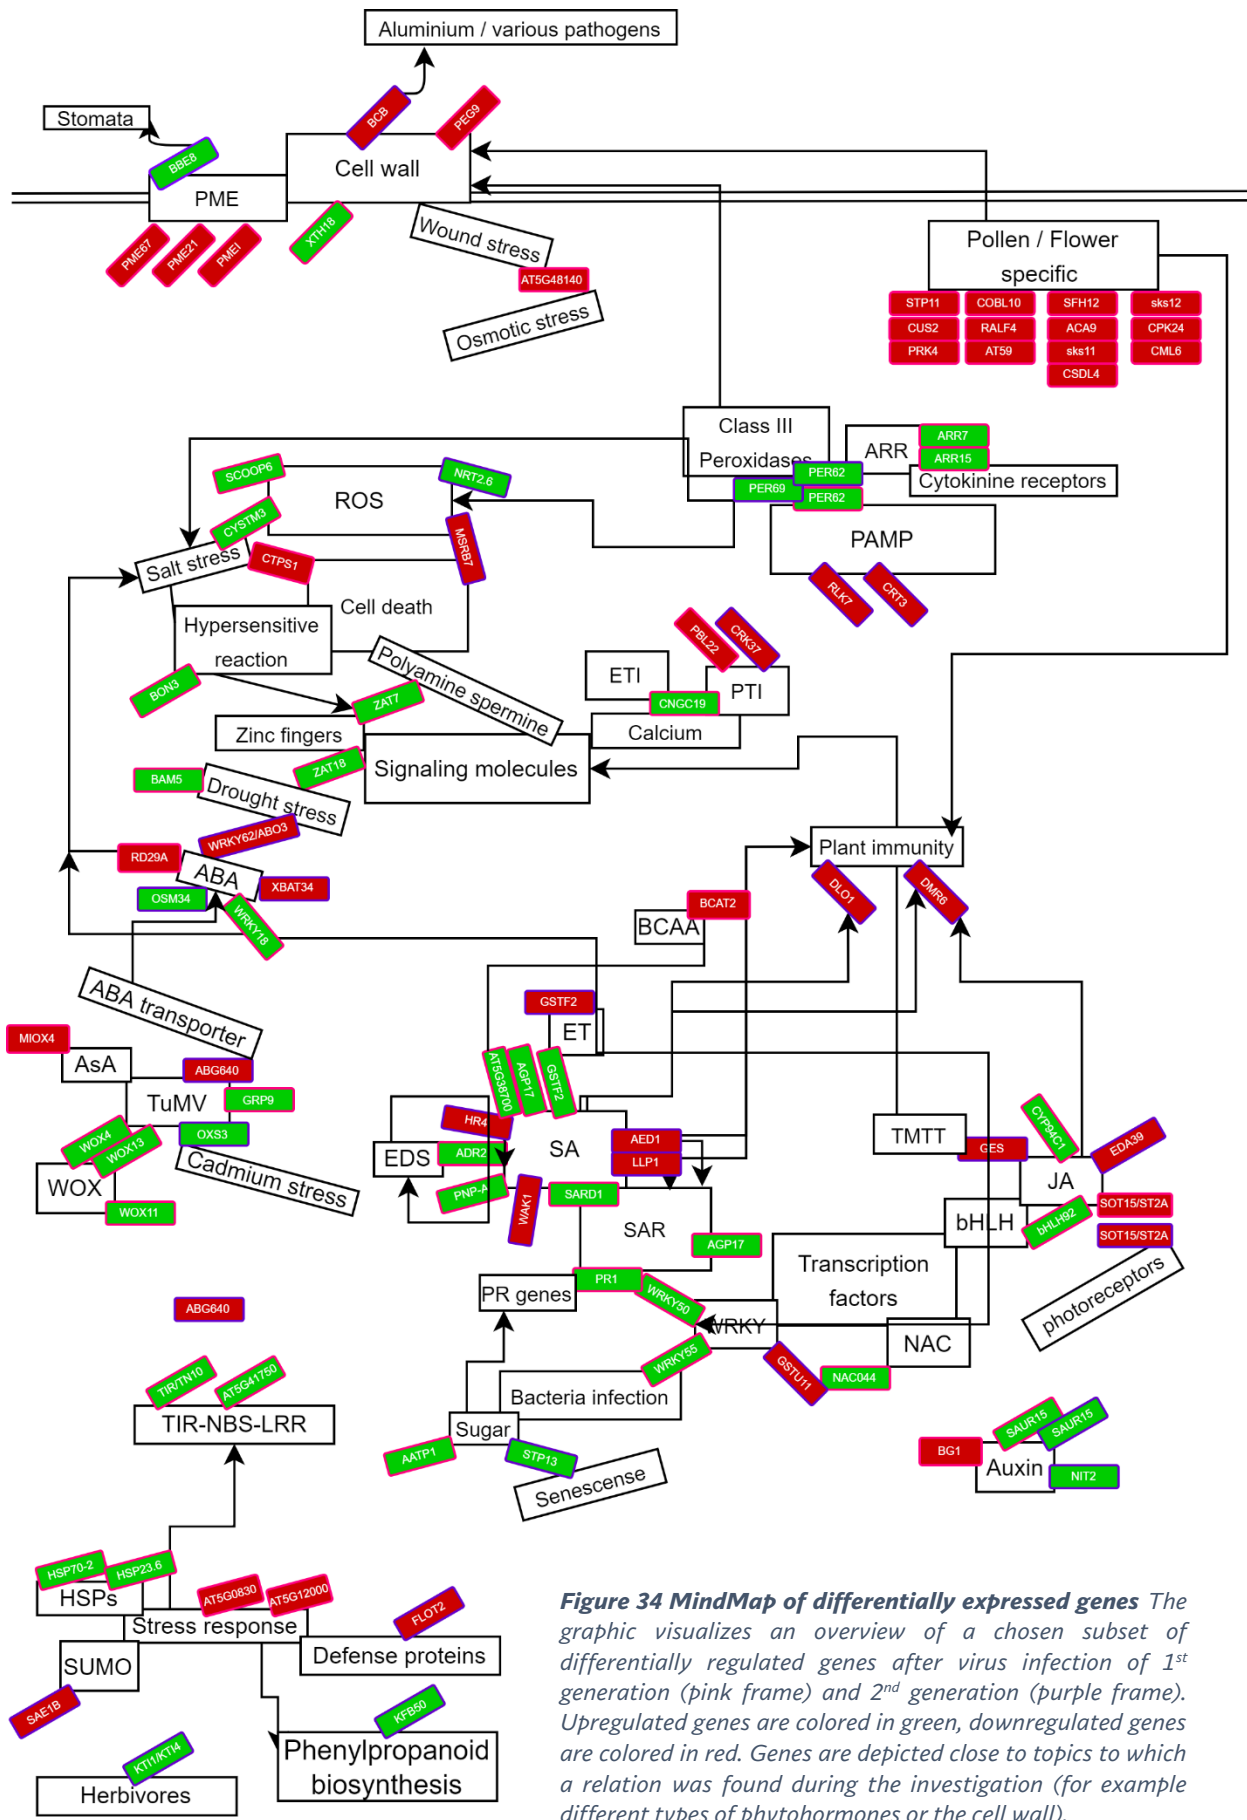 Aluminium / various pathogens
BCB
PEG9
Stomata
BBE8
Cell wall
PME
XTH18
PME67
PME21
PMEI
Wound stress
AT5G48140
Osmotic stress
Pollen / Flower
specific
STP11
COBL10
SFH12
sks12
CUS2
RALF4
ACA9
CPK24
PRK4
AT59
sks11
CML6
CSDL4
Class III
Peroxidases
ARR
ARR7
ARR15
PER62
Cytokinine receptors
PER69
PER62
PAMP
RLK7
CRT3
SCOOP6
NRT2.6
ROS
CYSTM3
MSRB7
Salt stress
CTPS1
Cell death
Hypersensitive
reaction
BON3
Polyamine spermine
ZAT7
Zinc fingers
ZAT18
Signaling molecules
PBL22
CRK37
ETI
PTI
CNGC19
Calcium
BAM5
Drought stress
WRKY62/ABO3
RD29A
ABA
XBAT34
OSM34
WRKY18
Plant immunity
DLO1
DMR6
BCAT2
BCAA
ABA transporter
MIOX4
AsA
ABG640
TuMV
GRP9
WOX4
WOX13
OXS3
Cadmium stress
WOX
WOX11
GSTF2
ET
AT5G38700
AGP17
GSTF2
HR4
SA
AED1
LLP1
EDS
ADR2
PNP-A
WAK1
SARD1
SAR
AGP17
TMTT
GES
CYP94C1
EDA39
JA
SOT15/ST2A
bHLH
bHLH92
SOT15/ST2A
photoreceptors
PR genes
PR1
WRKY50
Transcription
factors
WRKY
NAC
WRKY55
GSTU11
NAC044
Bacteria infection
Sugar
AATP1
STP13
Senescense
SAUR15
SAUR15
BG1
Auxin
NIT2
ABG640
TIR/TN10
AT5G41750
TIR-NBS-LRR
HSP70-2
HSP23.6
HSPs
AT5G0830
AT5G12000
Stress response
FLOT2
Defense proteins
SUMO
SAE1B
KFB50
Phenylpropanoid
biosynthesis
KTI1/KTI4
Herbivores
Figure 34 MindMap of differentially expressed genes The
graphic visualizes an overview of a chosen subset of
differentially regulated genes after virus infection of 1st
generation (pink frame) and 2nd generation (purple frame).
Upregulated genes are colored in green, downregulated genes
are colored in red. Genes are depicted close to topics to which
a relation was found during the investigation (for example
different types of phytohormones or the cell wall).